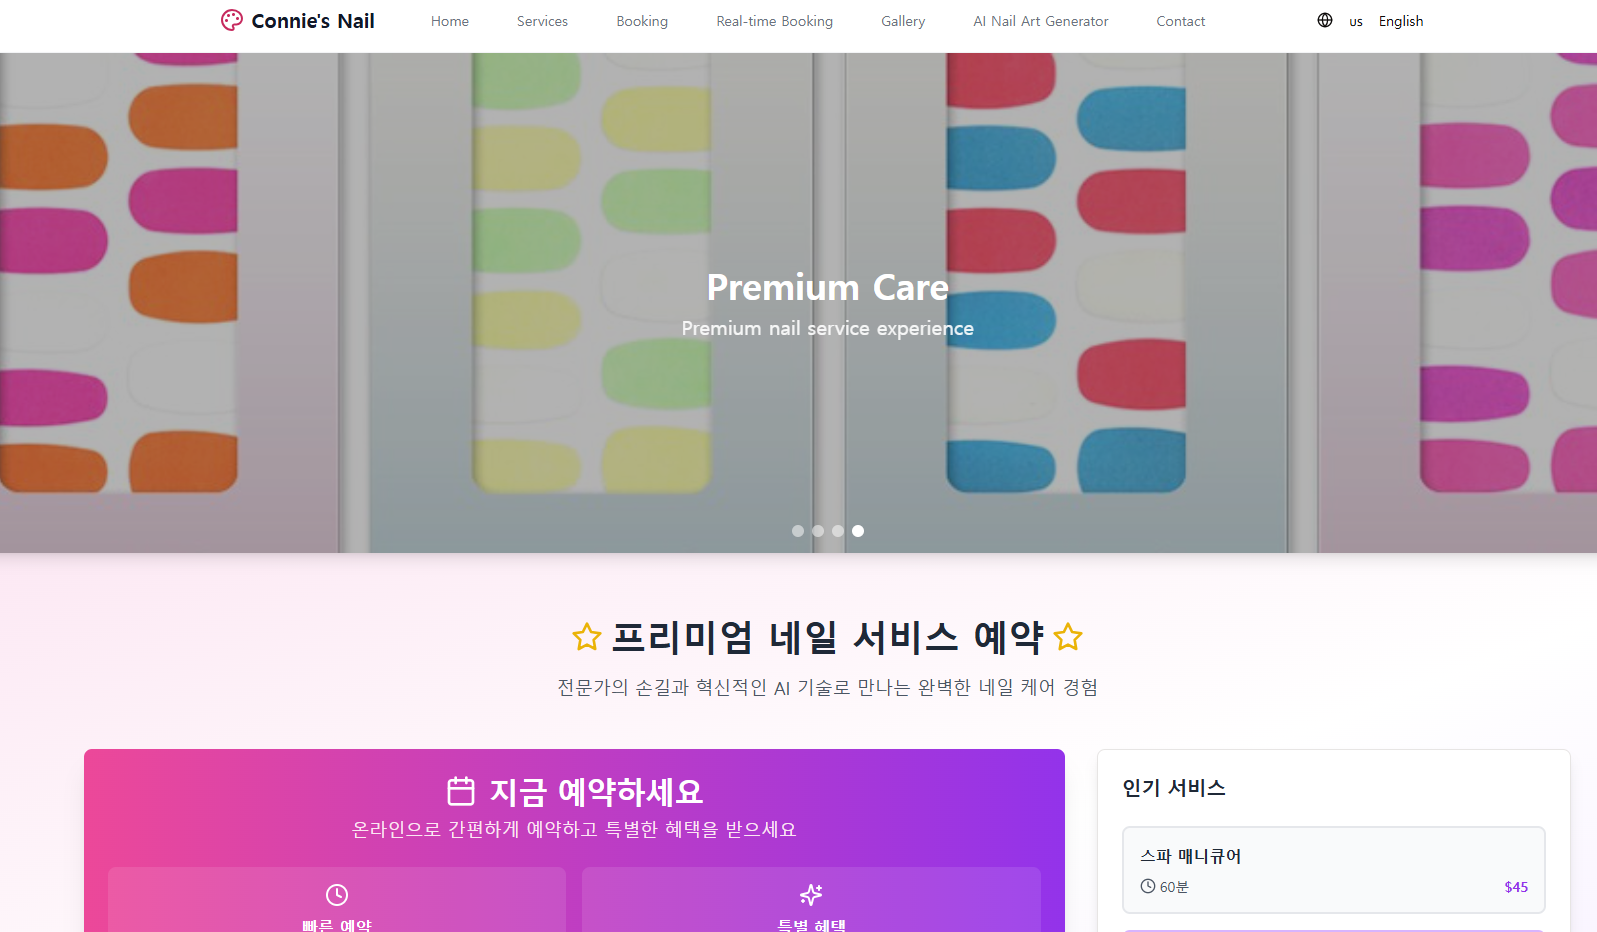 Connie's Nail
Home
Services
Booking
Real-time Booking
Gallery
AI Nail Art Generator
Contact
us
English
Premium Care
Premium nail service experience
프리미엄 네일 서비스 예약
전문가의 손길과 혁신적인 AI 기술로 만나는 완벽한 네일 케어 경험
지금 예약하세요
온라인으로 간편하게 예약하고 특별한 혜택을 받으세요
빠른 예약
특별 혜택
인기 서비스
스파 매니큐어
60분
$45